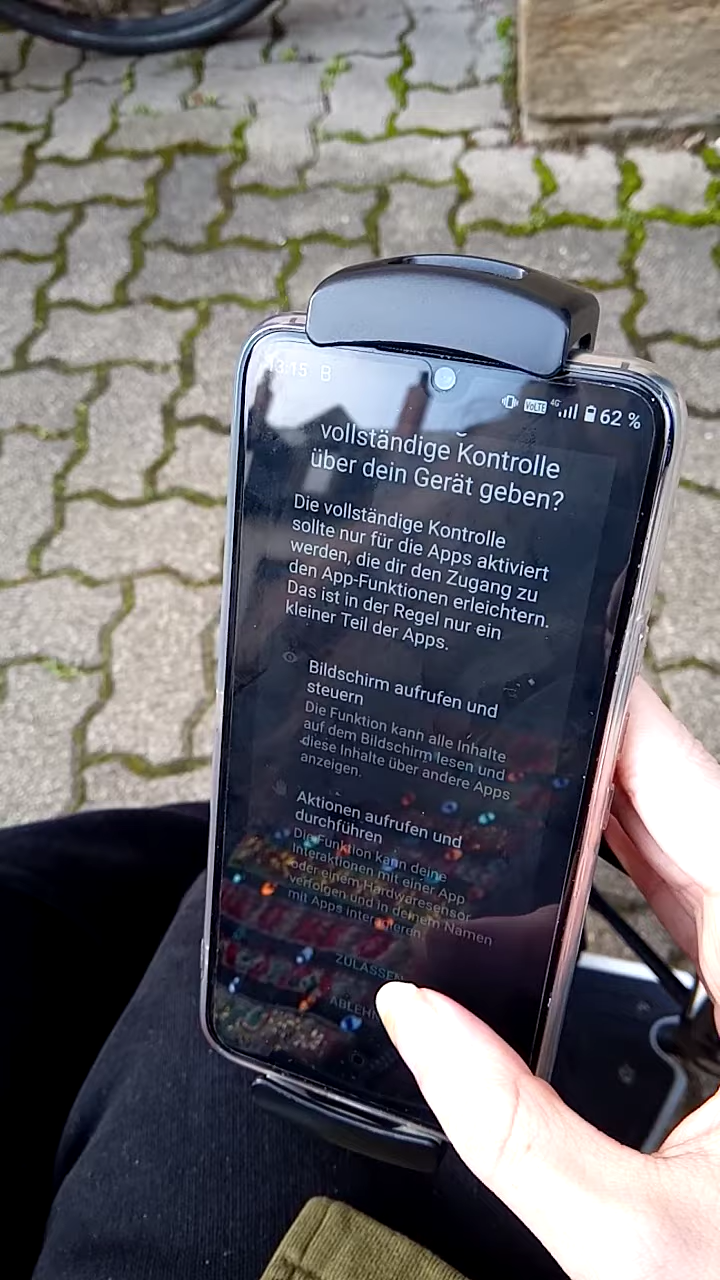 13:15 B
VoLTE 4G 62 %
vollständige Kontrolle
über dein Gerät geben?
Die vollständige Kontrolle
sollte nur für die Apps aktiviert
werden, die dir den Zugang zu
den App-Funktionen erleichtern.
Das ist in der Regel nur ein
kleiner Teil der Apps.
Bildschirm aufrufen und
steuern
Die Funktion kann alle Inhalte
auf dem Bildschirm lesen und
diese Inhalte über andere Apps
anzeigen.
Aktionen aufrufen und
durchführen
Die Funktion kann deine
Interaktionen mit einer App
oder einem Hardwaresensor
verfolgen und in deinem Namen
mit Apps interagieren.
ZULASSEN
ABLEHN